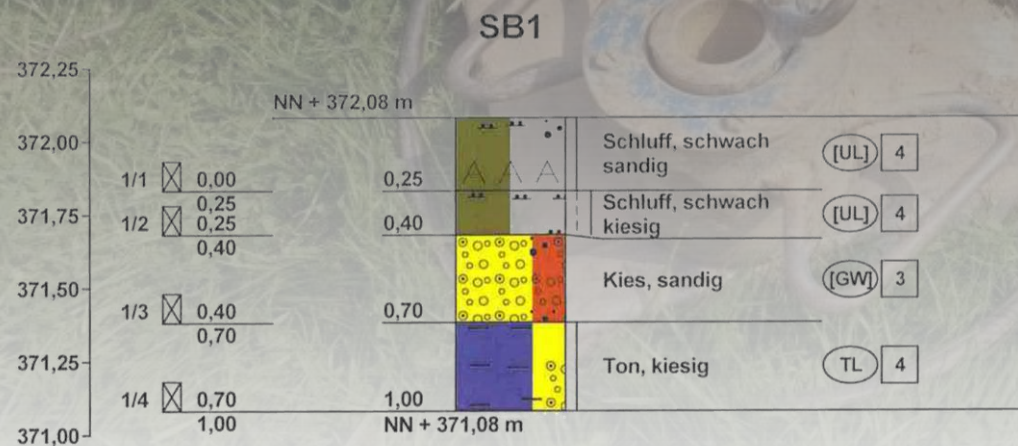 SB1
372,25
NN + 372,08 m
372,00
Schluff, schwach
sandig
[UL] 4
1/1 0,00 0,25
0,25
371,75
1/2 0,25 0,40
0,40
Schluff, schwach
kiesig
[UL] 4
371,50
Kies, sandig
[GW] 3
1/3 0,40 0,70
0,70
371,25
Ton, kiesig
TL 4
1/4 0,70 1,00
1,00
NN + 371,08 m
371,00